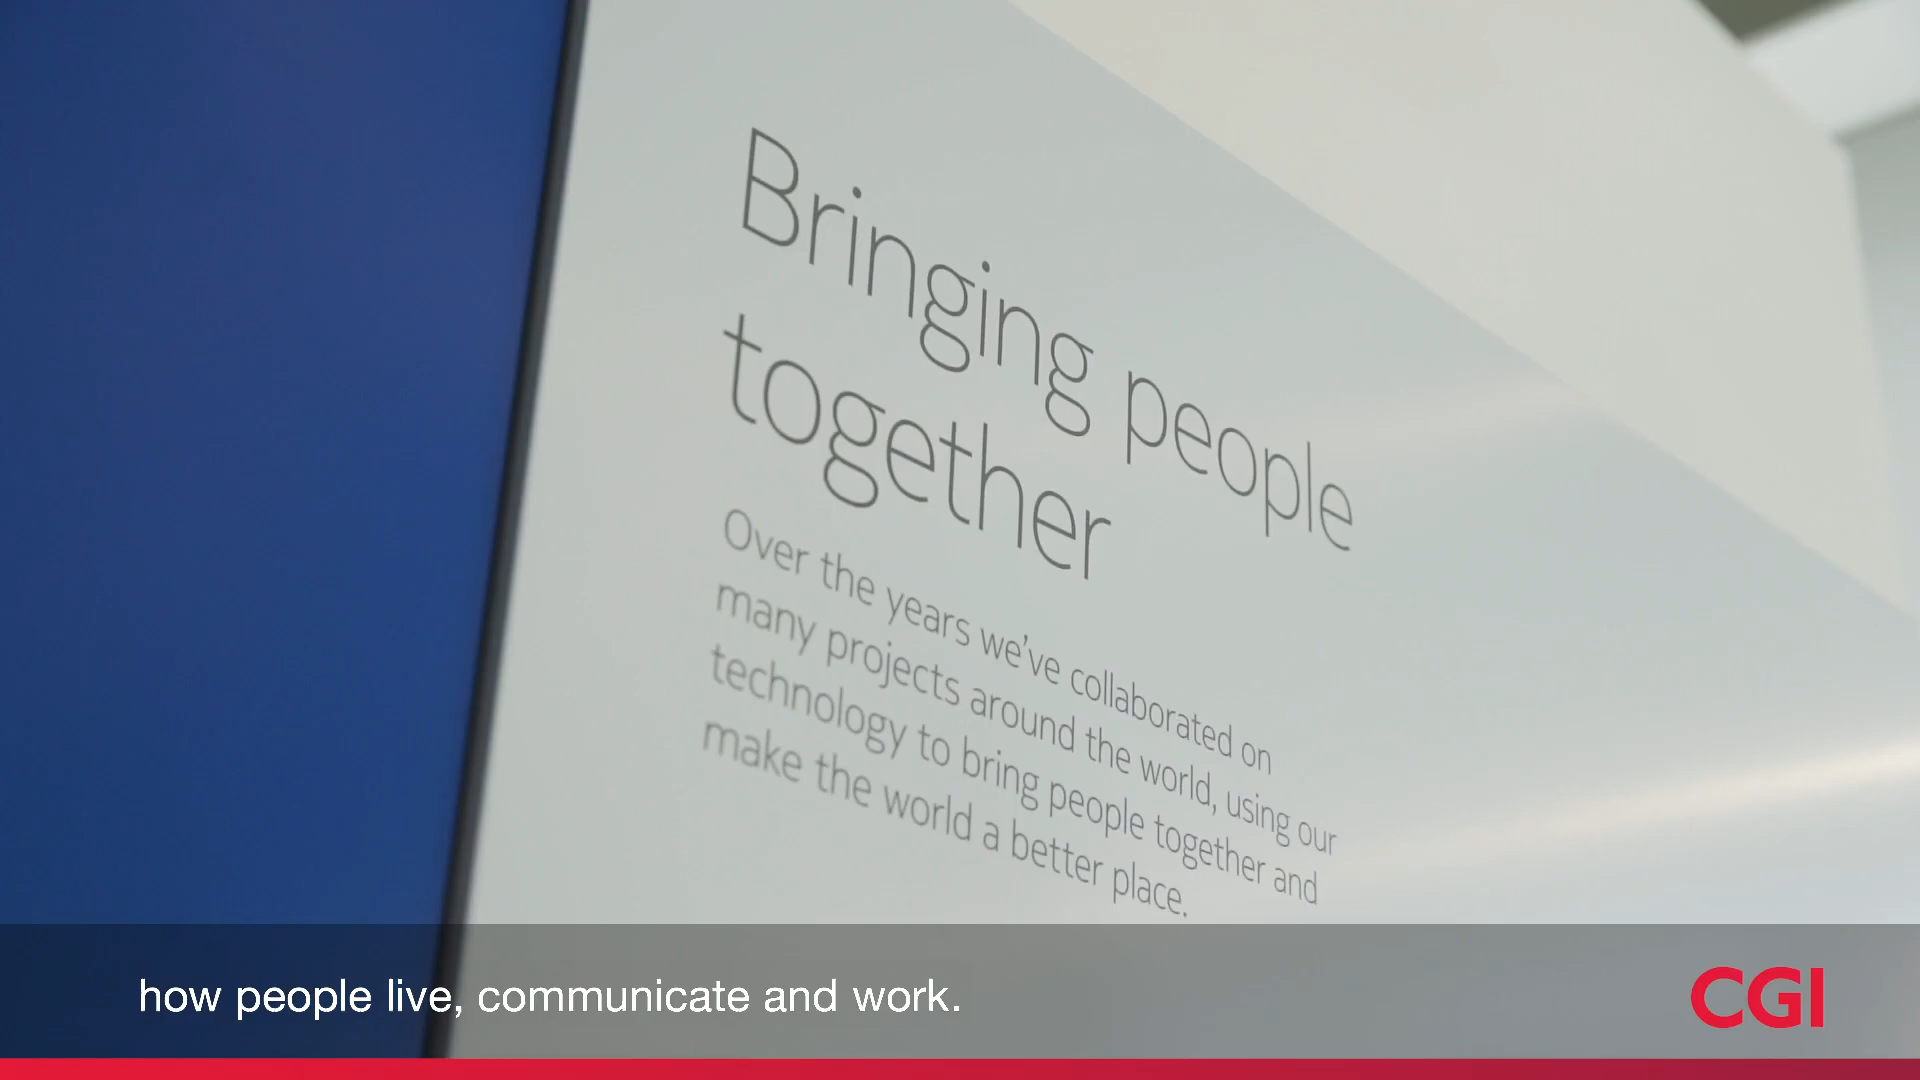 Bringing people
together
Over the years we've collaborated on
many projects around the world, using our
technology to bring people together and
make the world a better place.
how people live, communicate and work.
CGI